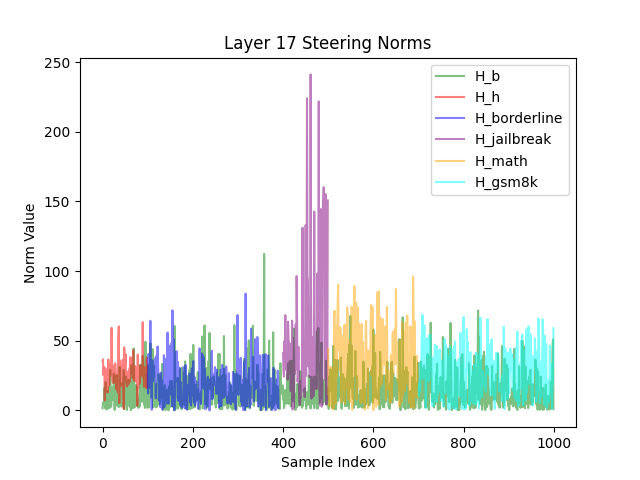 Layer 17 Steering Norms
250
200
150
100
50
0
Norm Value
H_b
H_h
H_borderline
H_jailbreak
H_math
H_gsm8k
0 200 400 600 800 1000
Sample Index